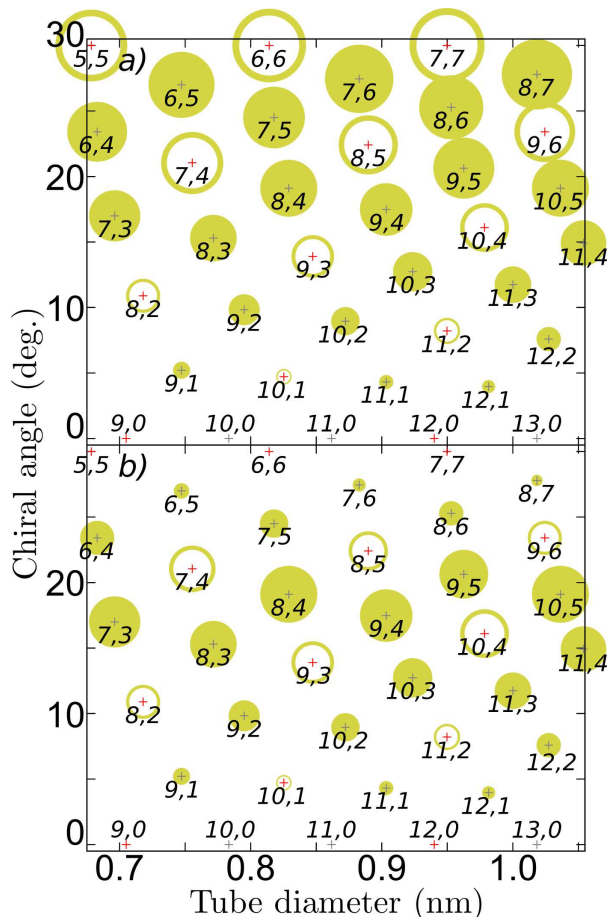 30
a)
5,5 6,6 7,7
6,5 7,6 8,7
6,4 7,5 8,6 9,6
7,4 8,5
20
8,4 9,5 10,5
7,3 8,3 9,4 10,4 11,4
9,3
10
8,2 9,2 10,3 11,3
10,2 11,2 12,2
9,1 10,1 11,1 12,1
0
9,0 10,0 11,0 12,0 13,0
Chiral angle (deg.)
b)
5,5 6,6 7,7
6,5 7,6 8,7
6,4 7,5 8,6 9,6
7,4 8,5
20
8,4 9,5 10,5
7,3 8,3 9,4 10,4 11,4
9,3
10
8,2 9,2 10,3 11,3
10,2 11,2 12,2
9,1 10,1 11,1 12,1
0
9,0 10,0 11,0 12,0 13,0
0.7 0.8 0.9 1.0
Tube diameter (nm)